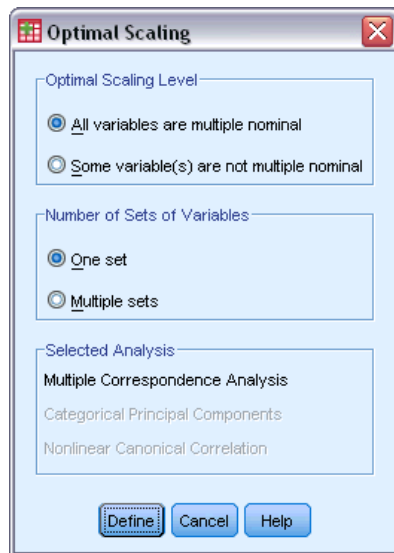 Optimal Scaling
Optimal Scaling Level
All variables are multiple nominal
Some variable(s) are not multiple nominal
Number of Sets of Variables
One set
Multiple sets
Selected Analysis
Multiple Correspondence Analysis
Categorical Principal Components
Nonlinear Canonical Correlation
Define Cancel Help